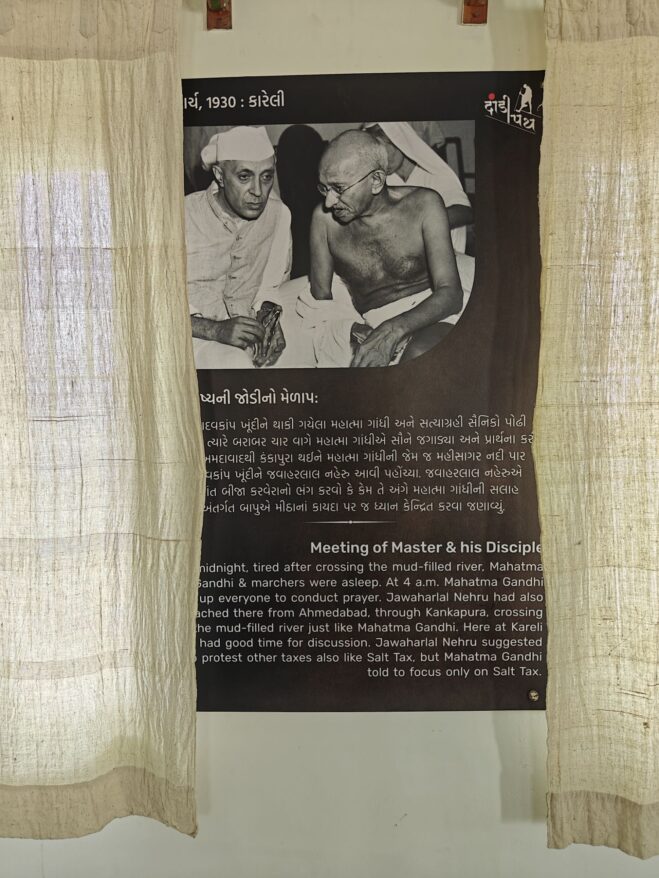 ર્ચ, 1930 : કારેલી
દાંડી
પથ
ષ્યની જોડીનો મેળાપ:
ખૂંદીને થાકી ગયેલા મહાત્મા ગાંધી અને સત્યાગ્રહી સૈનિકો પોઢી
ત્યારે બરાબર ચાર વાગે મહાત્મા ગાંધીએ સૌને જગાડ્યા અને પ્રાર્થના કર
અમદાવાદથી કંકાપુરા થઈને મહાત્મા ગાંધીની જેમ જ મહીસાગર નદી પાર
વકાંપ ખૂંદીને જવાહરલાલ નહેરુ આવી પહોંચ્યા. જવાહરલાલ નહેરુએ
બીજા કરવેરાનો ભંગ કરવો કે કેમ તે અંગે મહાત્મા ગાંધીની સલાહ
અંતર્ગત બાપુએ મીઠાનાં કાયદા પર જ ધ્યાન કેન્દ્રિત કરવા જણાવ્યું.
Meeting of Master & his Disciple
midnight, tired after crossing the mud-filled river, Mahatma
Gandhi & marchers were asleep. At 4 a.m. Mahatma Gandhi
up everyone to conduct prayer. Jawaharlal Nehru had also
ached there from Ahmedabad, through Kankapura, crossing
the mud-filled river just like Mahatma Gandhi. Here at Kareli
had good time for discussion. Jawaharlal Nehru suggested
protest other taxes also like Salt Tax, but Mahatma Gandhi
told to focus only on Salt Tax.